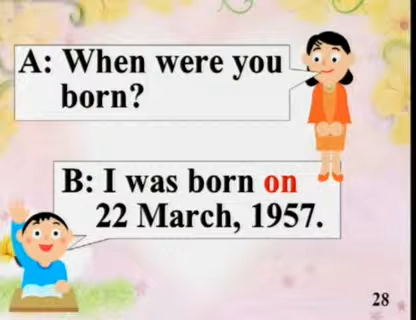 A: When were you
born?
B: I was born on
22 March, 1957.
28